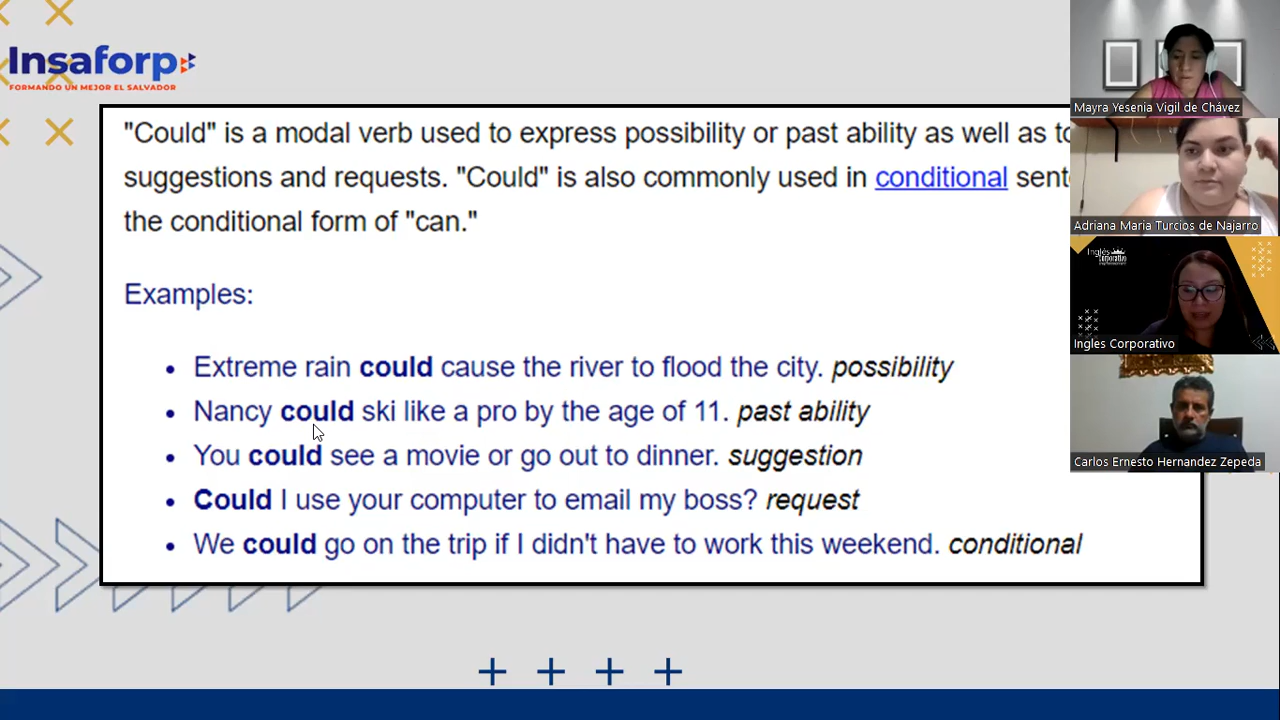 Insaforp
FORMANDO UN MEJOR EL SALVADOR
"Could" is a modal verb used to express possibility or past ability as well as to
suggestions and requests. "Could" is also commonly used in conditional
the conditional form of "can."
Examples:
• Extreme rain could cause the river to flood the city. possibility
• Nancy could ski like a pro by the age of 11. past ability
• You could see a movie or go out to dinner. suggestion
• Could I use your computer to email my boss? request
• We could go on the trip if I didn't have to work this weekend. conditional
Mayra Yesenia Vigil de Chávez
Adriana Maria Turcios de Najarro
Inglés
Corporativo
Ingles Corporativo
Carlos Ernesto Hernandez Zepeda